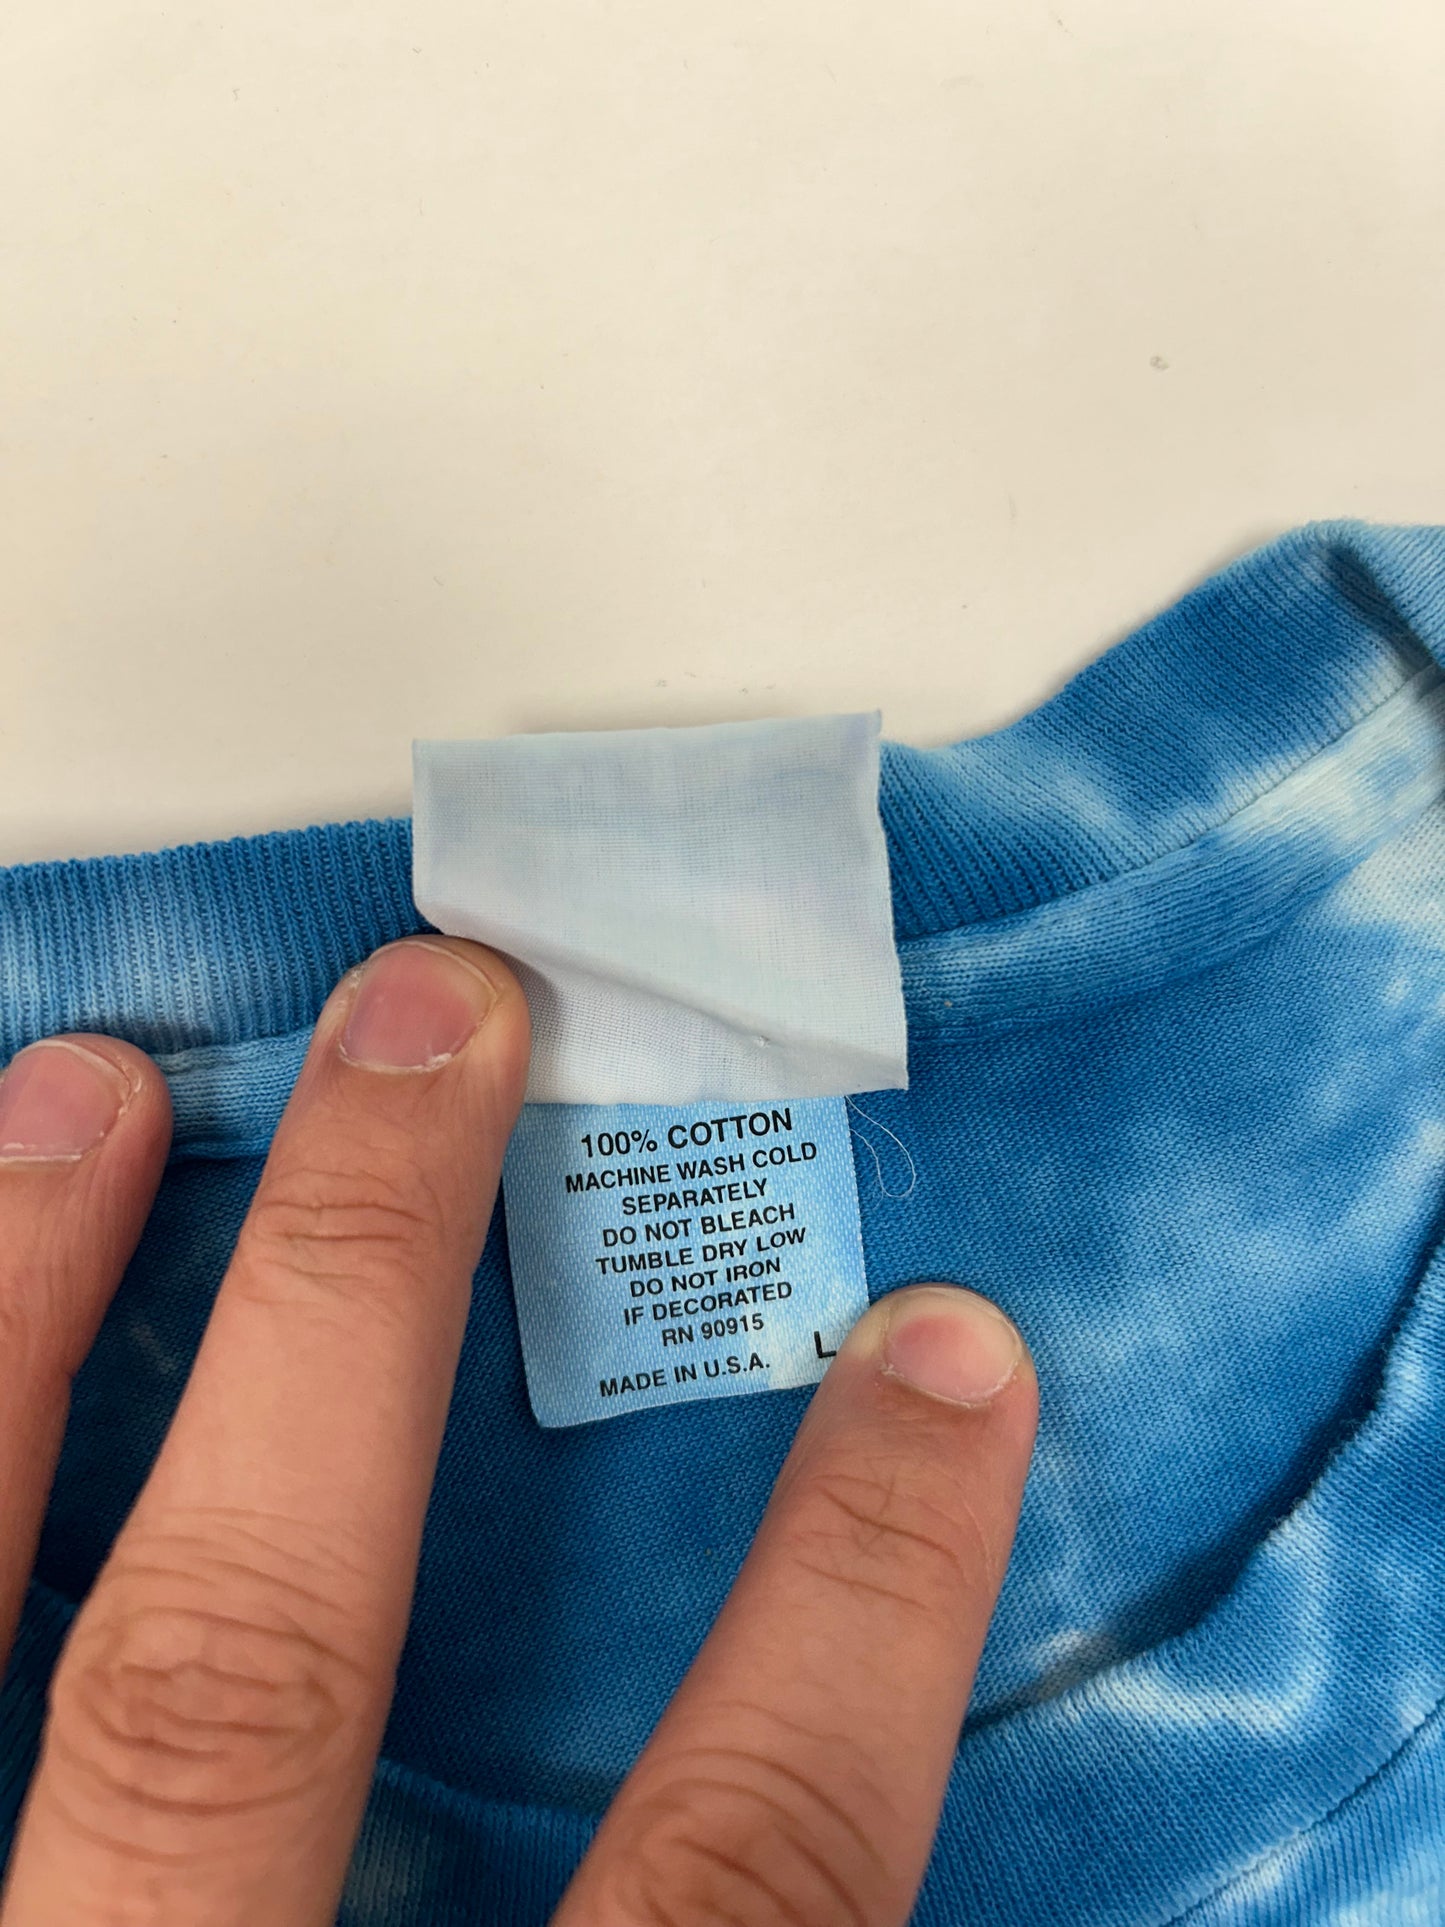 100% COTTON
MACHINE WASH COLD
SEPARATELY
DO NOT BLEACH
TUMBLE DRY LOW
DO NOT IRON
IF DECORATED
RN 90915
MADE IN U.S.A. L